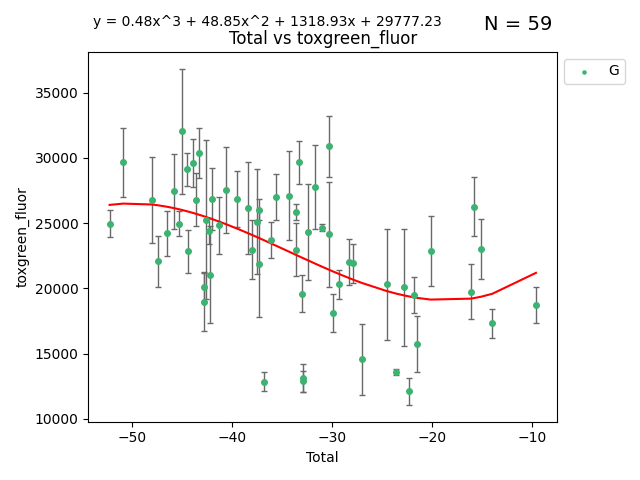 y = 0.48x^3 + 48.85x^2 + 1318.93x + 29777.23
N = 59
Total vs toxgreen_fluor
G
35000
30000
25000
20000
15000
10000
toxgreen_fluor
−50 −40 −30 −20 −10
Total